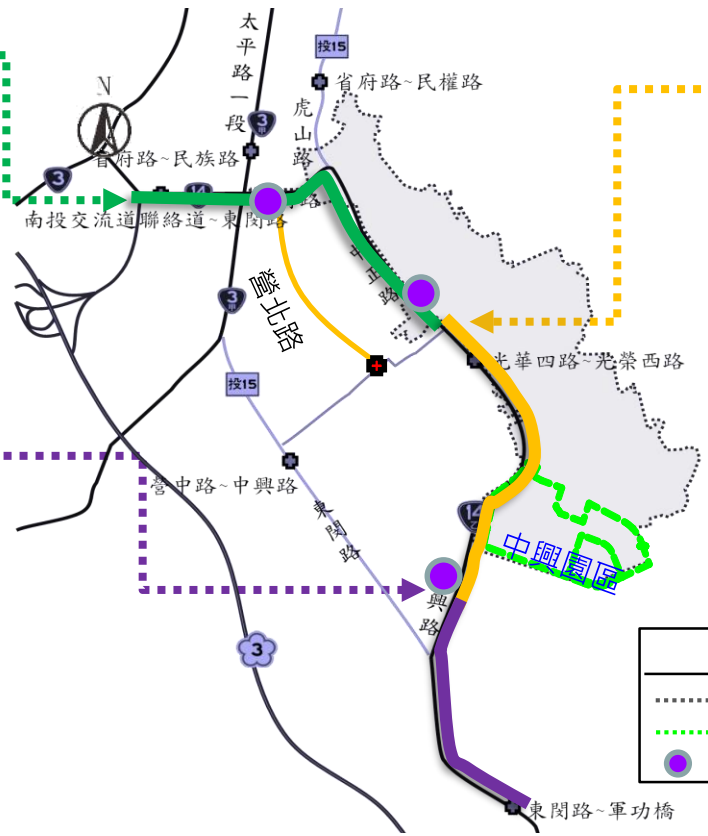 太平路一段
投15
省府路~民權路
N
3甲
虎山路
省府路~民族路
3
14
南投交流道聯絡道~東閔路
路
中正路
營北路
3
光華四路~光榮西路
投15
營中路~中興路
東閔路
14
中興園區
興路
3
東閔路~軍功橋